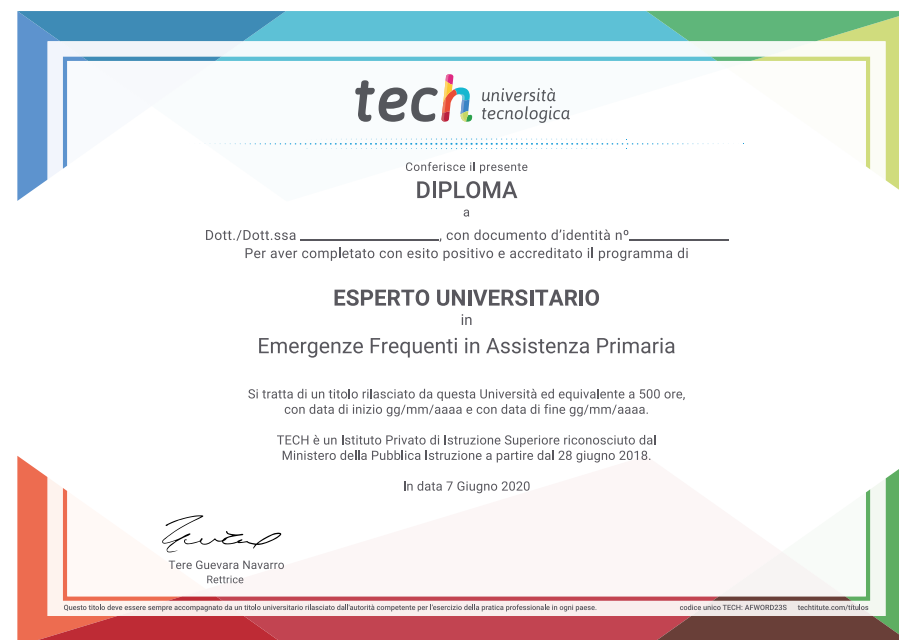 tech università
tecnologica
Conferisce il presente
DIPLOMA
a
Dott./Dott.ssa ________________, con documento d'identità nº____________
Per aver completato con esito positivo e accreditato il programma di
ESPERTO UNIVERSITARIO
in
Emergenze Frequenti in Assistenza Primaria
Si tratta di un titolo rilasciato da questa Università ed equivalente a 500 ore,
con data di inizio gg/mm/aaaa e con data di fine gg/mm/aaaa.
TECH è un Istituto Privato di Istruzione Superiore riconosciuto dal
Ministero della Pubblica Istruzione a partire dal 28 giugno 2018.
In data 7 Giugno 2020
Tere Guevara Navarro
Rettrice
Questo titolo deve essere sempre accompagnato da un titolo universitario rilasciato dall'autorità competente per l'esercizio della pratica professionale in ogni paese. codice unico TECH: AFWORD23S techtitute.com/títulos